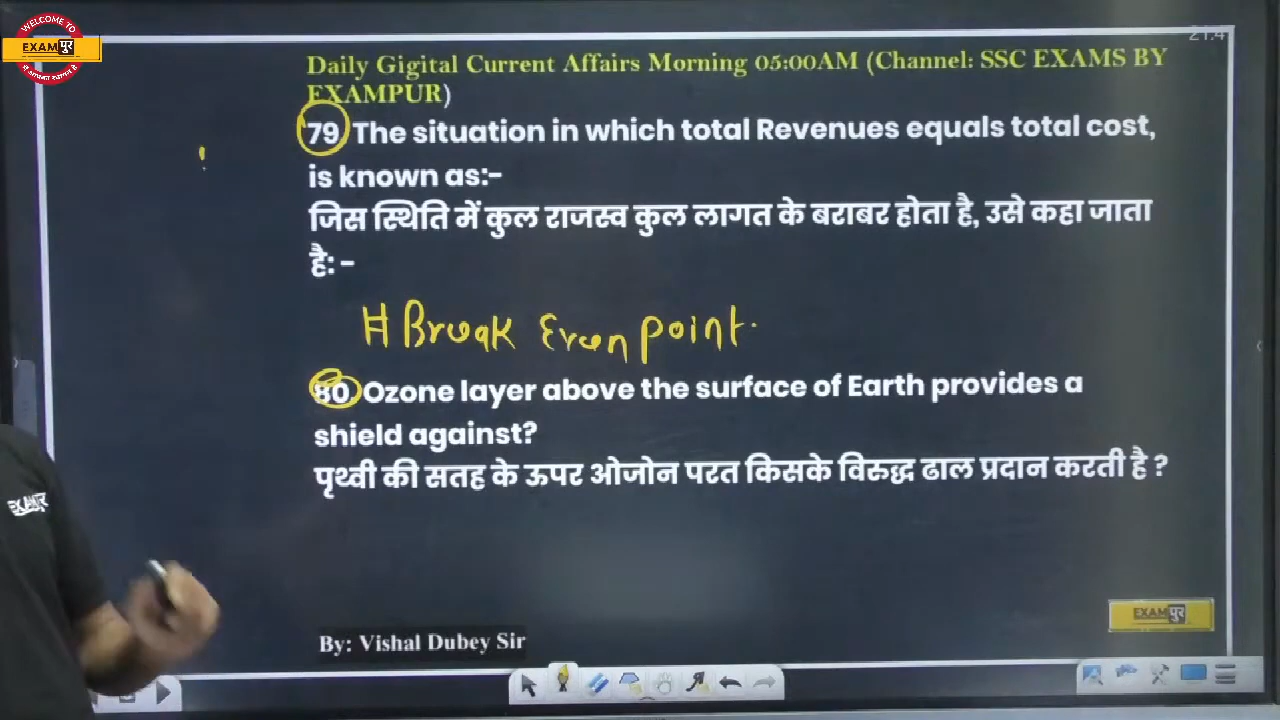 WELCOME TO
EXAMपुर
21:4
Daily Gigital Current Affairs Morning 05:00AM (Channel: SSC EXAMS BY
EXAMPUR)
79. The situation in which total Revenues equals total cost,
is known as:-
जिस स्थिति में कुल राजस्व कुल लागत के बराबर होता है, उसे कहा जाता
है: -
Break Even point.
80. Ozone layer above the surface of Earth provides a
shield against?
पृथ्वी की सतह के ऊपर ओजोन परत किसके विरुद्ध ढाल प्रदान करती है ?
EXAMपुर
EXAMपुर
By: Vishal Dubey Sir